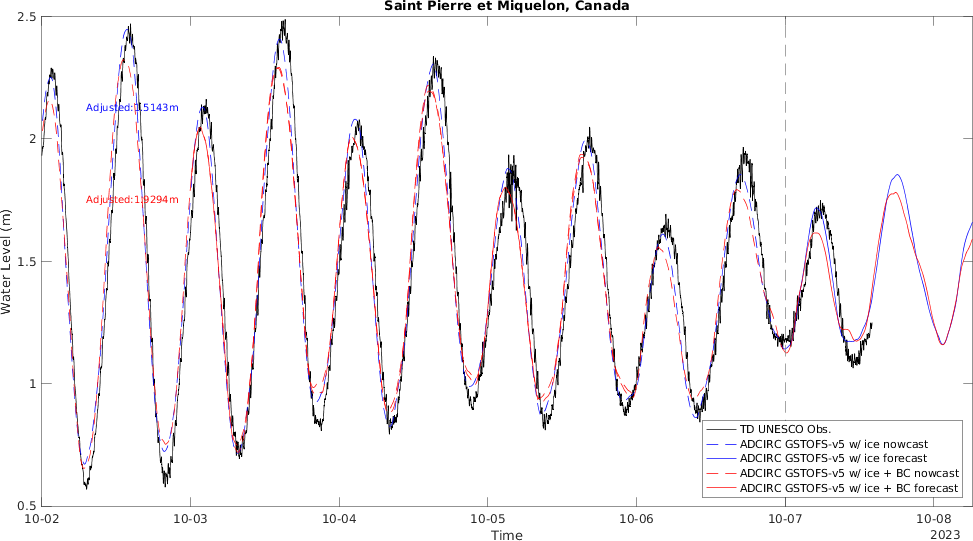 Saint Pierre et Miquelon, Canada
2.5
2
1.5
1
0.5
Water Level (m)
Adjusted:1.5143m
Adjusted:1.9294m
TD UNESCO Obs.
ADCIRC GSTOFS-v5 w/ ice nowcast
ADCIRC GSTOFS-v5 w/ ice forecast
ADCIRC GSTOFS-v5 w/ ice + BC nowcast
ADCIRC GSTOFS-v5 w/ ice + BC forecast
10-02 10-03 10-04 10-05 10-06 10-07 10-08
Time
2023